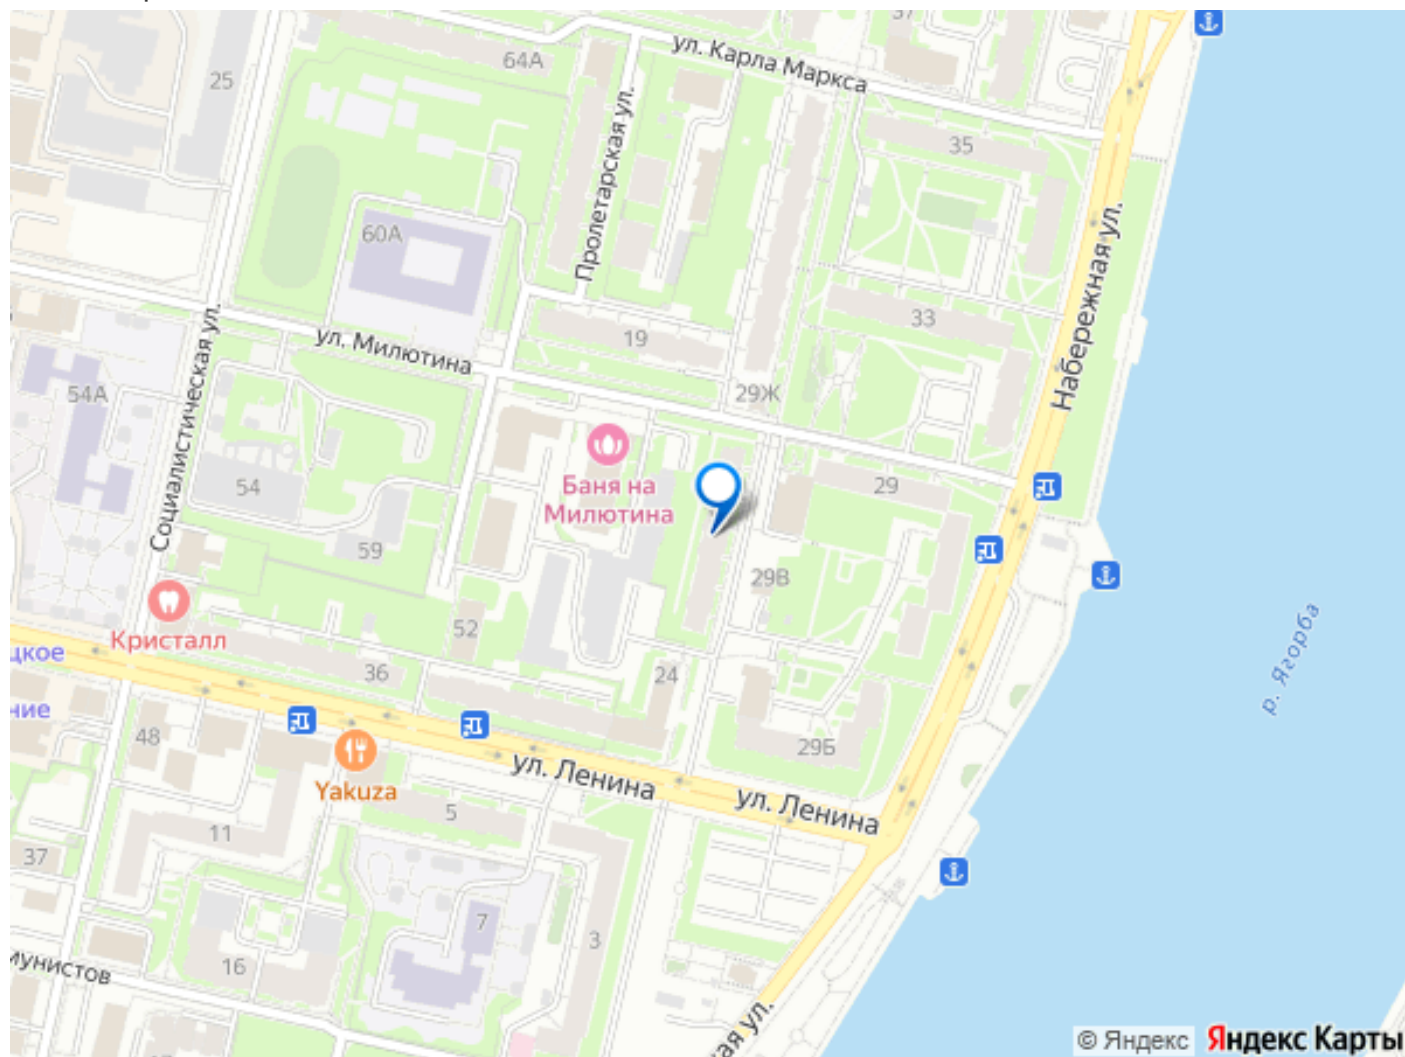 37
ул. Карла Маркса
64А
25
Пролетарская ул.
35
60А
Набережная ул.
33
ул. Милютина
19
Социалистическая ул.
54А
29Ж
Баня на
Милютина
54
29
59
29В
Кристалл
52
цкое
36
24
р. Ягорба
ние
48
29Б
Yakuza
ул. Ленина
ул. Ленина
5
11
37
7
3
16
мунистов
кая ул.
© Яндекс
Яндекс Карты